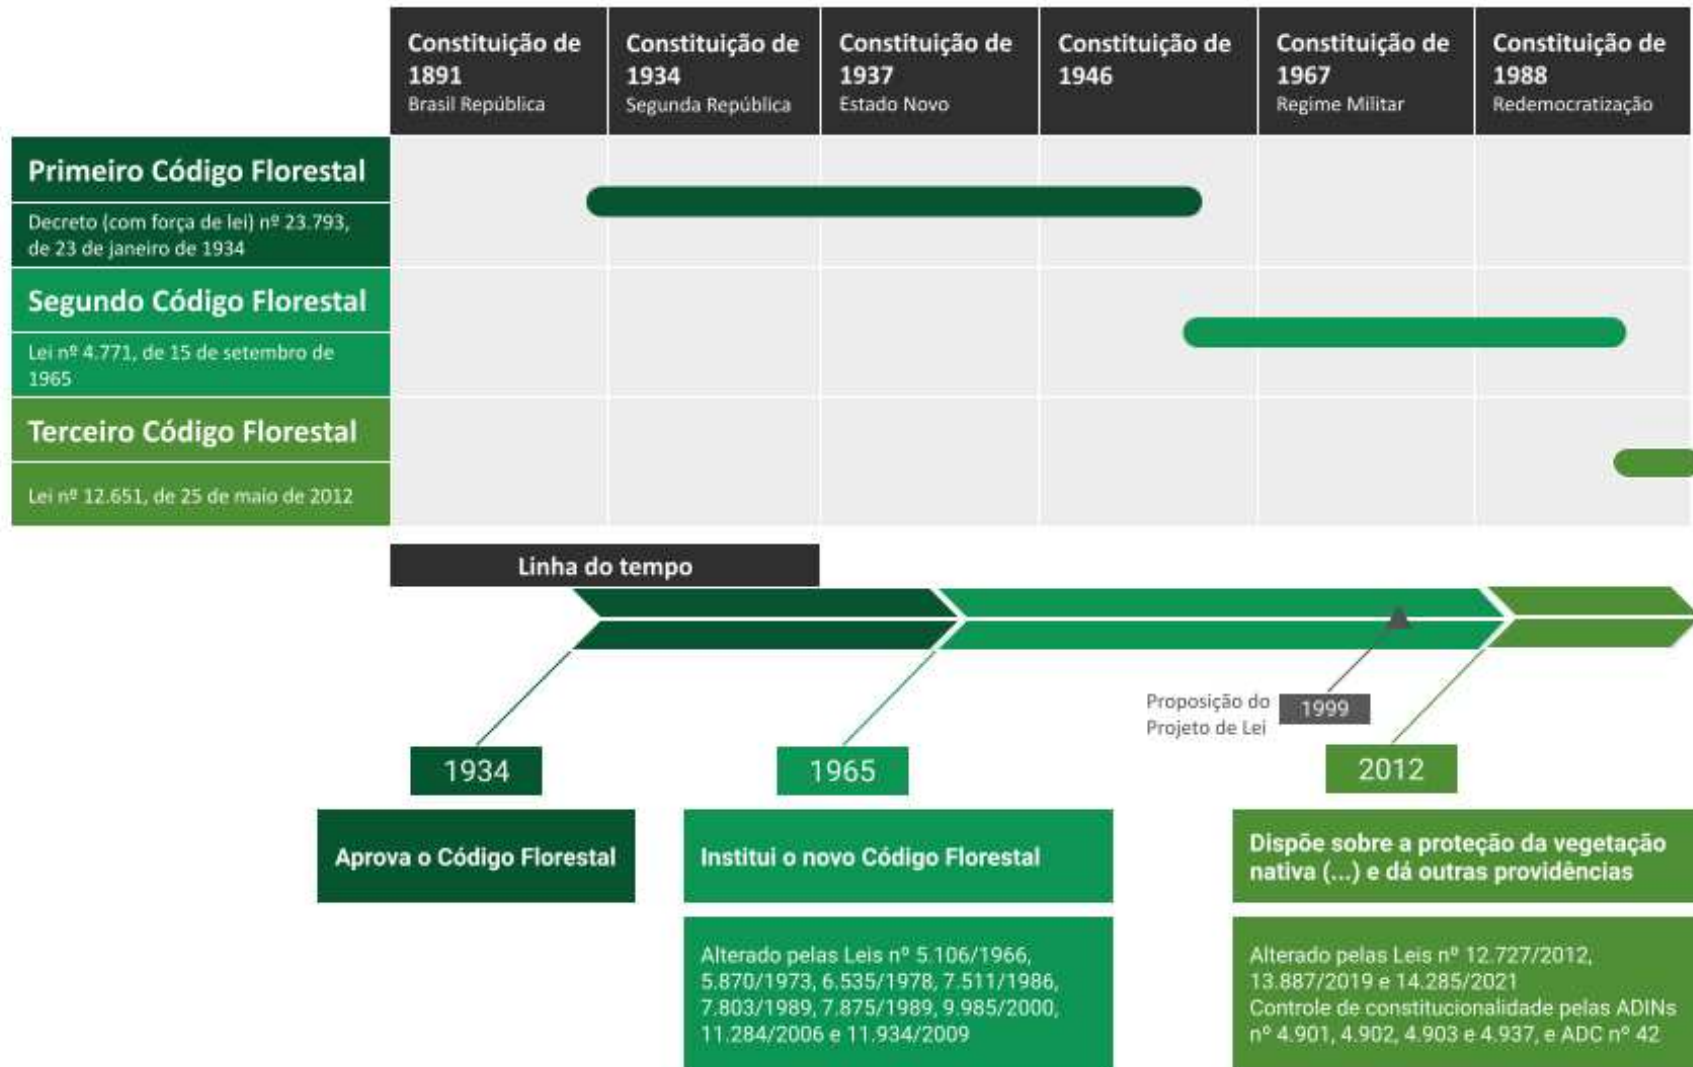 Constituição de
1891
Brasil República
Constituição de
1934
Segunda República
Constituição de
1937
Estado Novo
Constituição de
1946
Constituição de
1967
Regime Militar
Constituição de
1988
Redemocratização
Primeiro Código Florestal
Decreto (com força de lei) nº 23.793,
de 23 de janeiro de 1934
Segundo Código Florestal
Lei nº 4.771, de 15 de setembro de
1965
Terceiro Código Florestal
Lei nº 12.651, de 25 de maio de 2012
Linha do tempo
Proposição do
Projeto de Lei
1999
1934
1965
2012
Aprova o Código Florestal
Institui o novo Código Florestal
Dispõe sobre a proteção da vegetação
nativa (...) e dá outras providências
Alterado pelas Leis nº 5.106/1966,
5.870/1973, 6.535/1978, 7.511/1986,
7.803/1989, 7.875/1989, 9.985/2000,
11.284/2006 e 11.934/2009
Alterado pelas Leis nº 12.727/2012,
13.887/2019 e 14.285/2021
Controle de constitucionalidade pelas ADINs
nº 4.901, 4.902, 4.903 e 4.937, e ADC nº 42